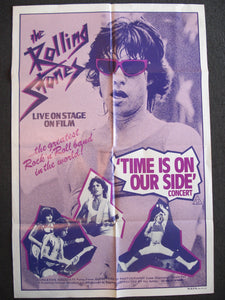 the
Rolling
Stones
LIVE ON STAGE
ON FILM
the greatest
Rock 'n' Roll band
in the world!
'TIME IS ON
OUR SIDE'
CONCERT